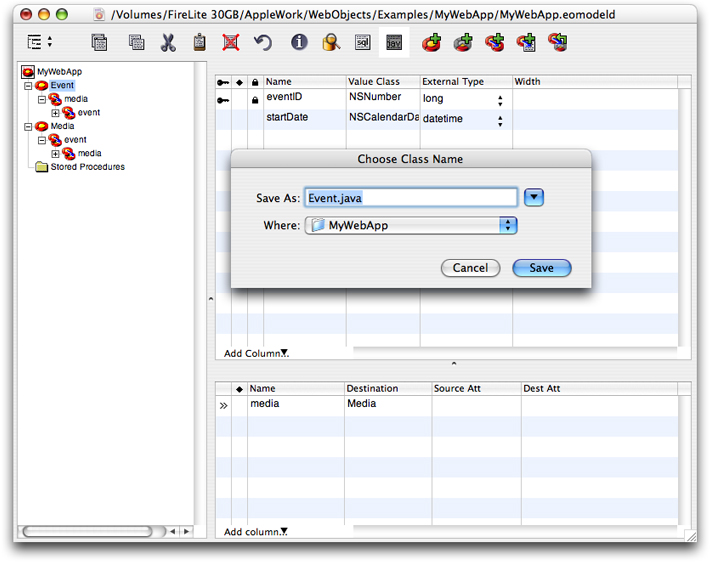 /Volumes/FireLite 30GB/AppleWork/WebObjects/Examples/MyWebApp/MyWebApp.eomodeld
sql
Jav
MyWebApp
Event
media
event
Media
event
media
Stored Procedures
Name Value Class External Type Width
eventID NSNumber long
startDate NSCalendarDa datetime
Choose Class Name
Save As: Event.java
Where: MyWebApp
Cancel Save
Add Column...
Name Destination Source Att Dest Att
media Media
Add column...